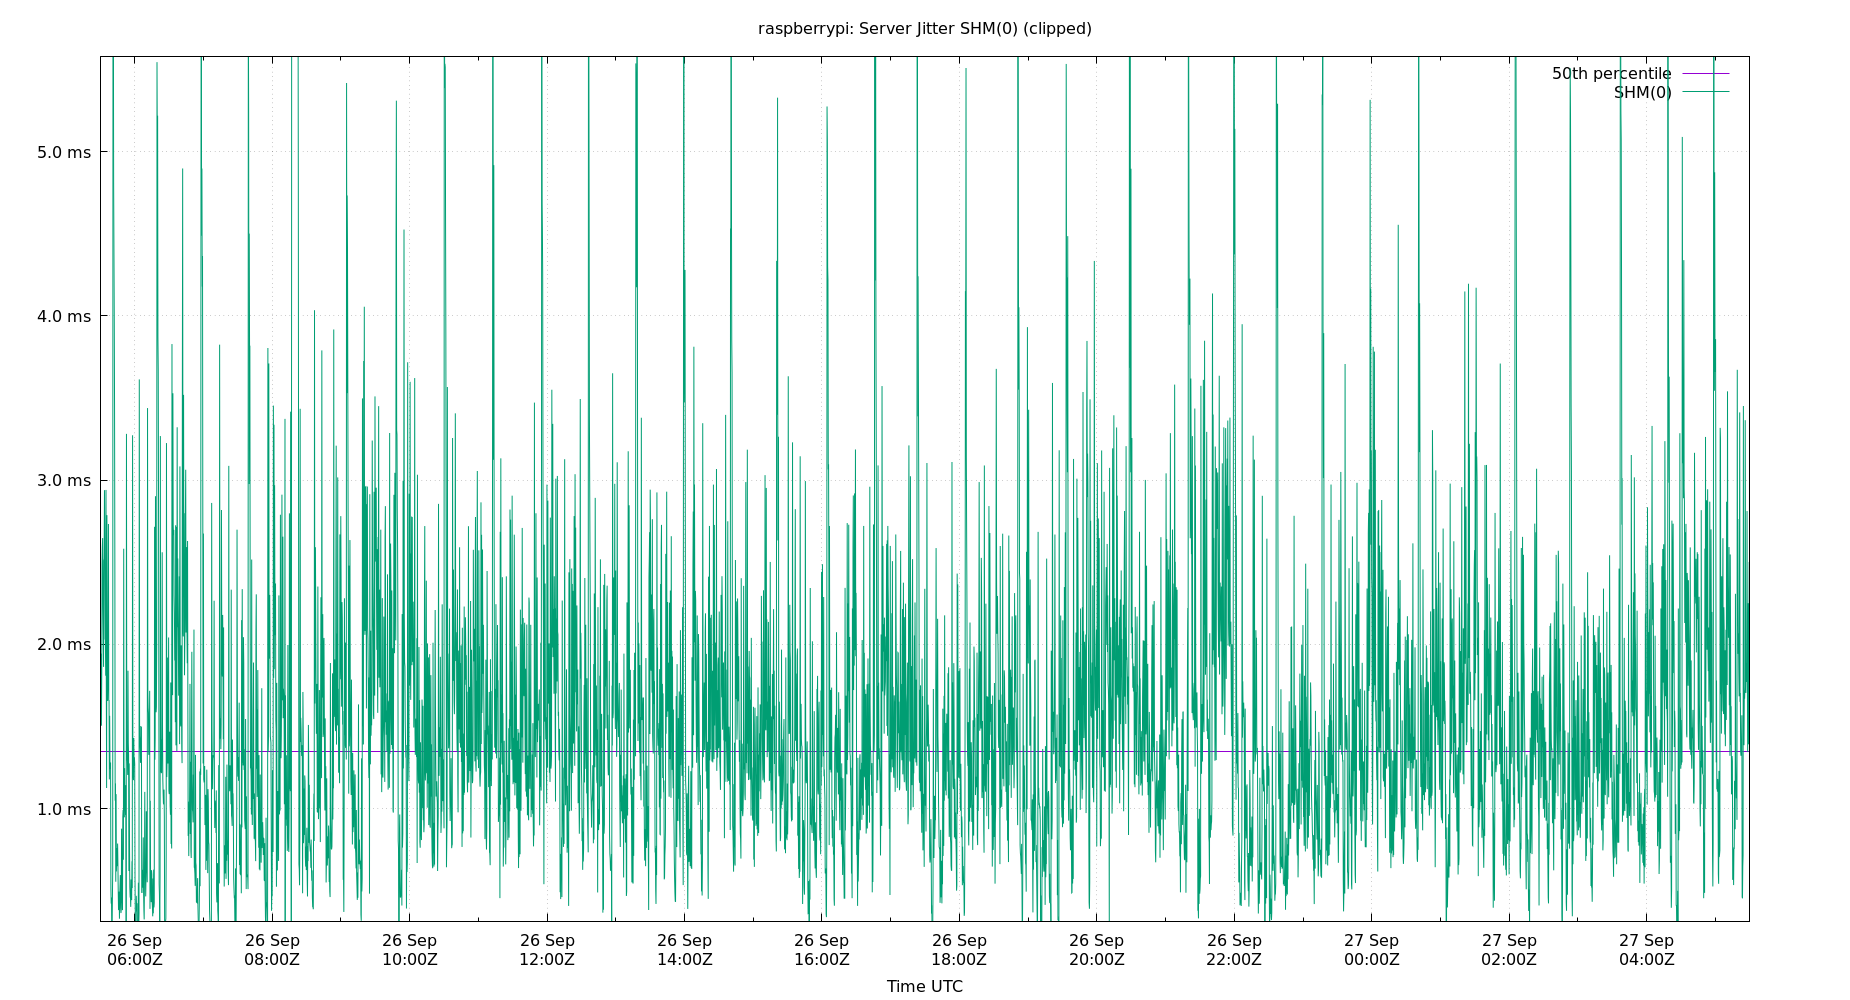 raspberrypi: Server Jitter SHM(0) (clipped)
50th percentile
SHM(0)
5.0 ms
4.0 ms
3.0 ms
2.0 ms
1.0 ms
26 Sep 26 Sep 26 Sep 26 Sep 26 Sep 26 Sep 26 Sep 26 Sep 26 Sep 27 Sep 27 Sep 27 Sep
06:00Z 08:00Z 10:00Z 12:00Z 14:00Z 16:00Z 18:00Z 20:00Z 22:00Z 00:00Z 02:00Z 04:00Z
Time UTC